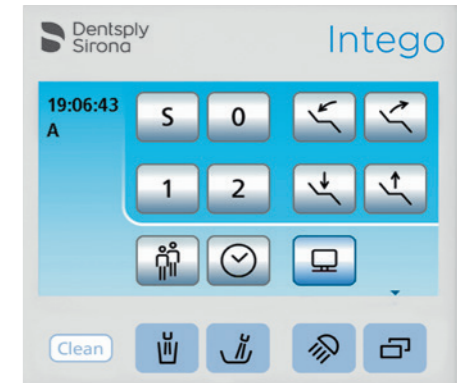 Dentsply
Sirona
Intego
19:06:43
A
S
0
1
2
Clean